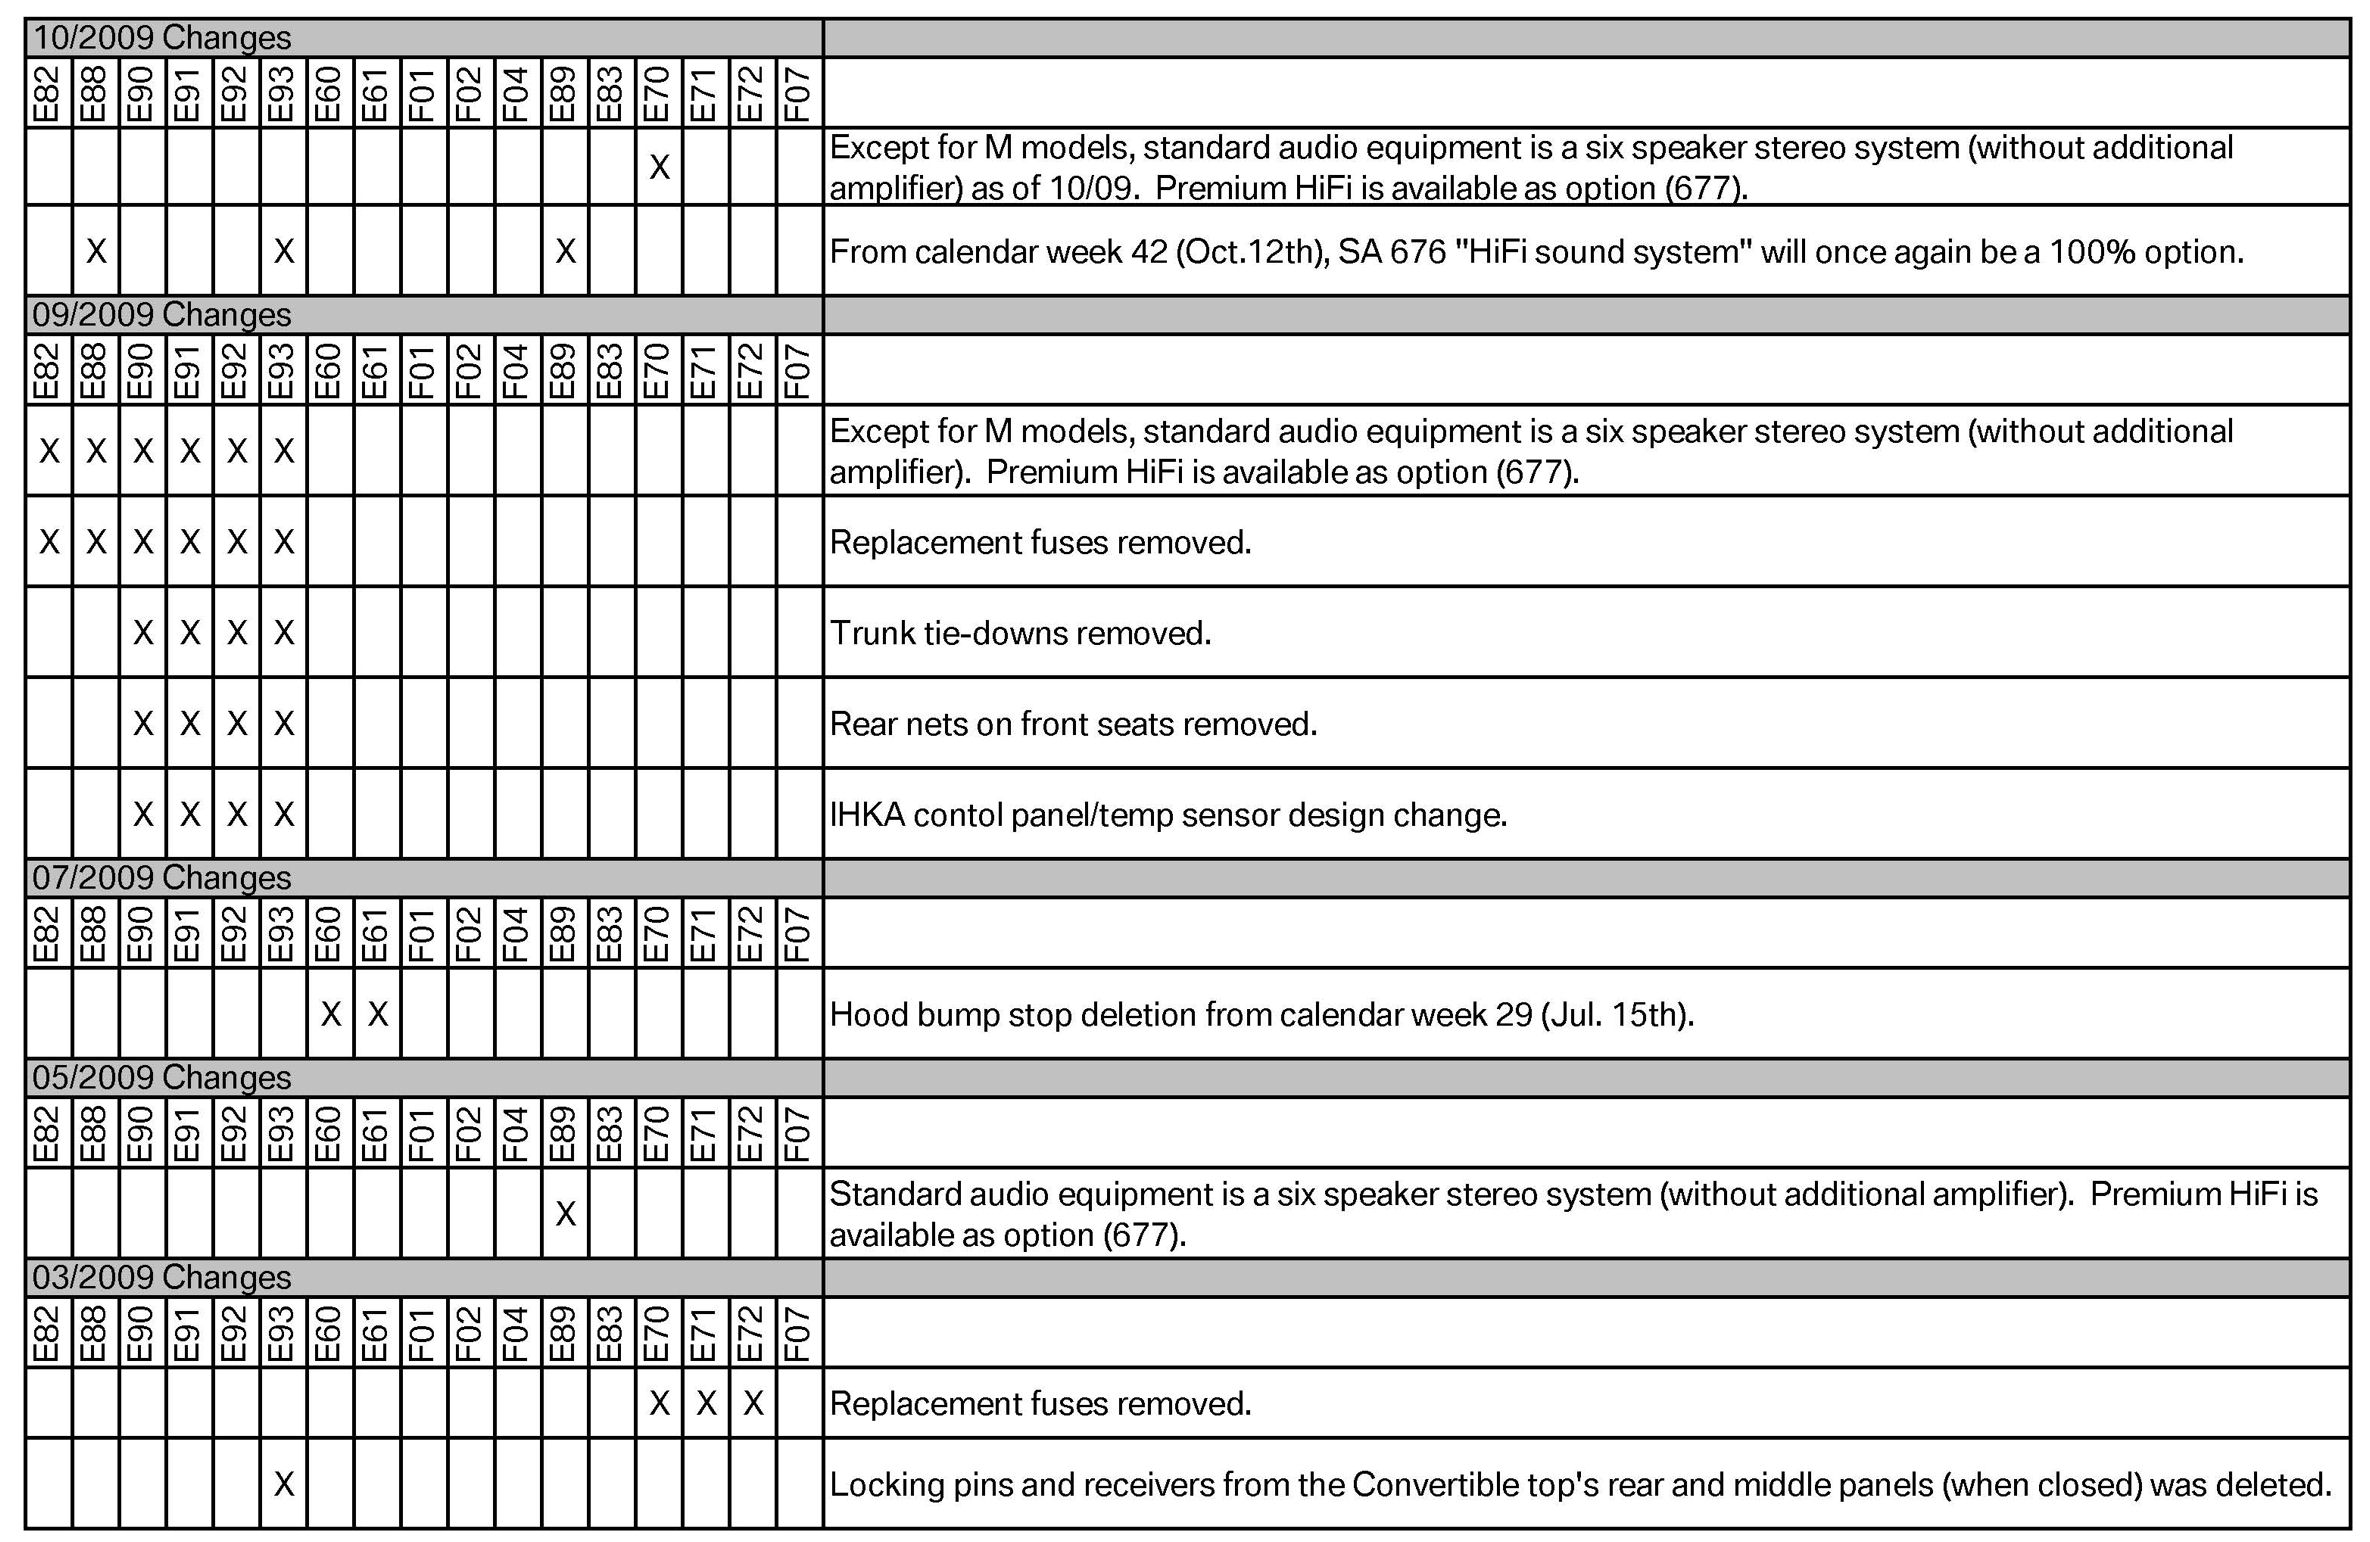 10/2009 Changes
E82 E88 E90 E91 E92 E93 E60 E61 F01 F02 F04 E89 E83 E70 E71 E72 F07
X Except for M models, standard audio equipment is a six speaker stereo system (without additional
amplifier) as of 10/09. Premium HiFi is available as option (677).
X X X From calendar week 42 (Oct.12th), SA 676 "HiFi sound system" will once again be a 100% option.
09/2009 Changes
E82 E88 E90 E91 E92 E93 E60 E61 F01 F02 F04 E89 E83 E70 E71 E72 F07
X X X X X X Except for M models, standard audio equipment is a six speaker stereo system (without additional
amplifier). Premium HiFi is available as option (677).
X X X X X X Replacement fuses removed.
X X X X Trunk tie-downs removed.
X X X X Rear nets on front seats removed.
X X X X IHKA contol panel/temp sensor design change.
07/2009 Changes
E82 E88 E90 E91 E92 E93 E60 E61 F01 F02 F04 E89 E83 E70 E71 E72 F07
X X Hood bump stop deletion from calendar week 29 (Jul. 15th).
05/2009 Changes
E82 E88 E90 E91 E92 E93 E60 E61 F01 F02 F04 E89 E83 E70 E71 E72 F07
X Standard audio equipment is a six speaker stereo system (without additional amplifier). Premium HiFi is
available as option (677).
03/2009 Changes
E82 E88 E90 E91 E92 E93 E60 E61 F01 F02 F04 E89 E83 E70 E71 E72 F07
X X X Replacement fuses removed.
X Locking pins and receivers from the Convertible top's rear and middle panels (when closed) was deleted.